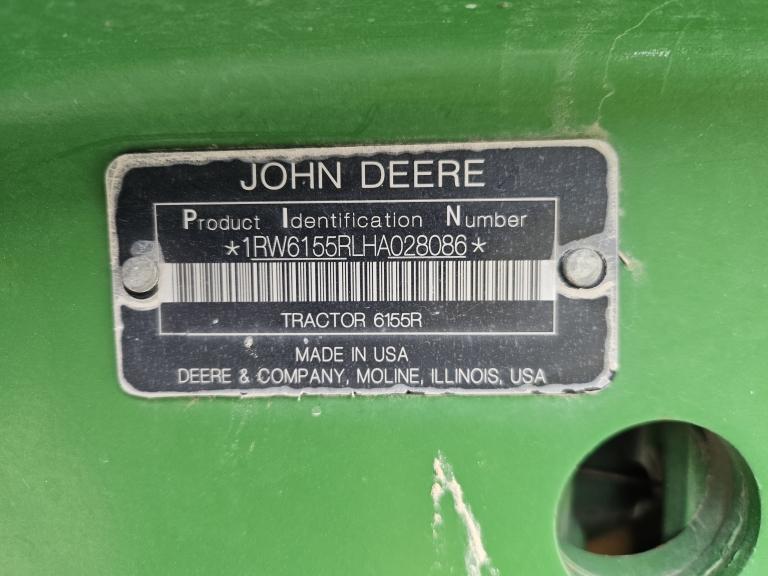 JOHN DEERE
Product Identification Number
*1RW6155RLHA028086*
TRACTOR 6155R
MADE IN USA
DEERE & COMPANY, MOLINE, ILLINOIS, USA